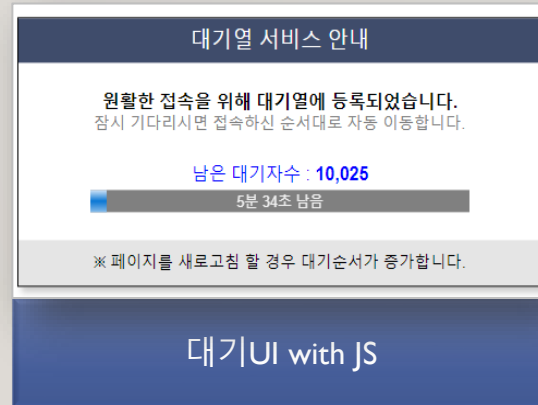 대기열 서비스 안내
원활한 접속을 위해 대기열에 등록되었습니다.
잠시 기다리시면 접속하신 순서대로 자동 이동합니다.
남은 대기자수 : 10,025
5분 34초 남음
※ 페이지를 새로고침 할 경우 대기순서가 증가합니다.
대기UI with JS